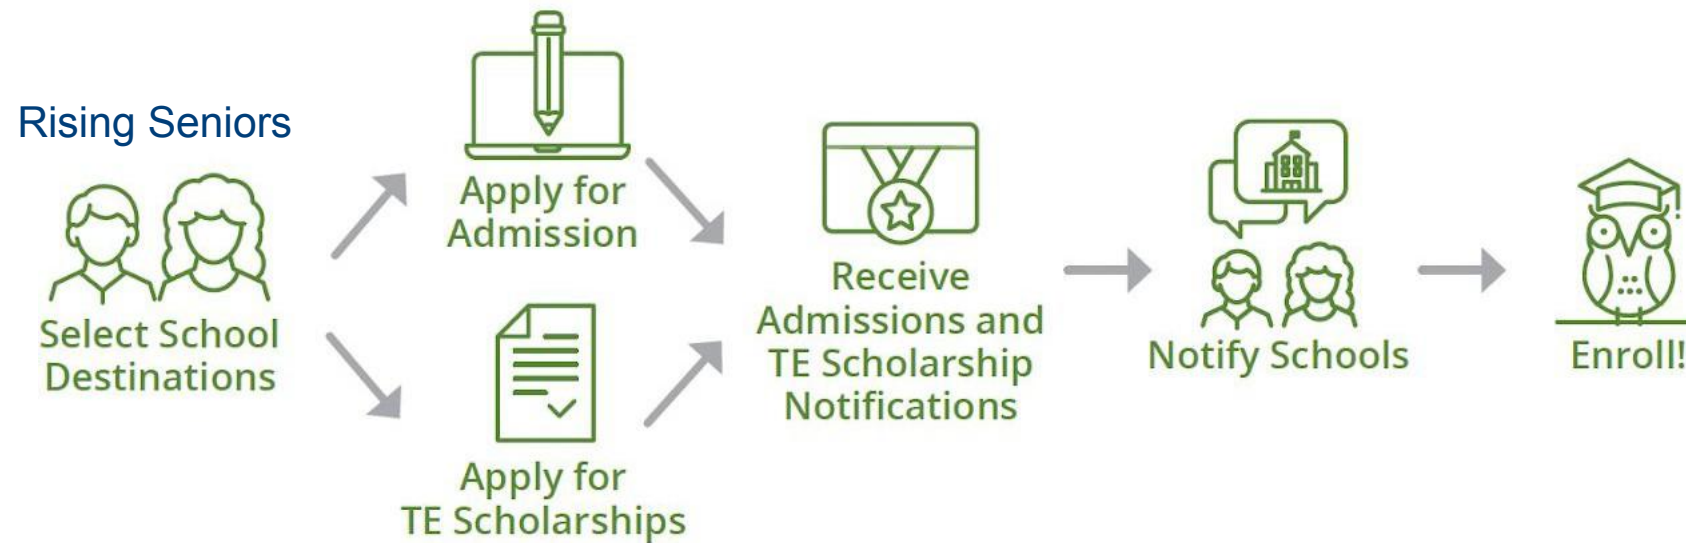 Rising Seniors
Select School
Destinations
Apply for
Admission
Apply for
TE Scholarships
Receive
Admissions and
TE Scholarship
Notifications
Notify Schools
Enroll!